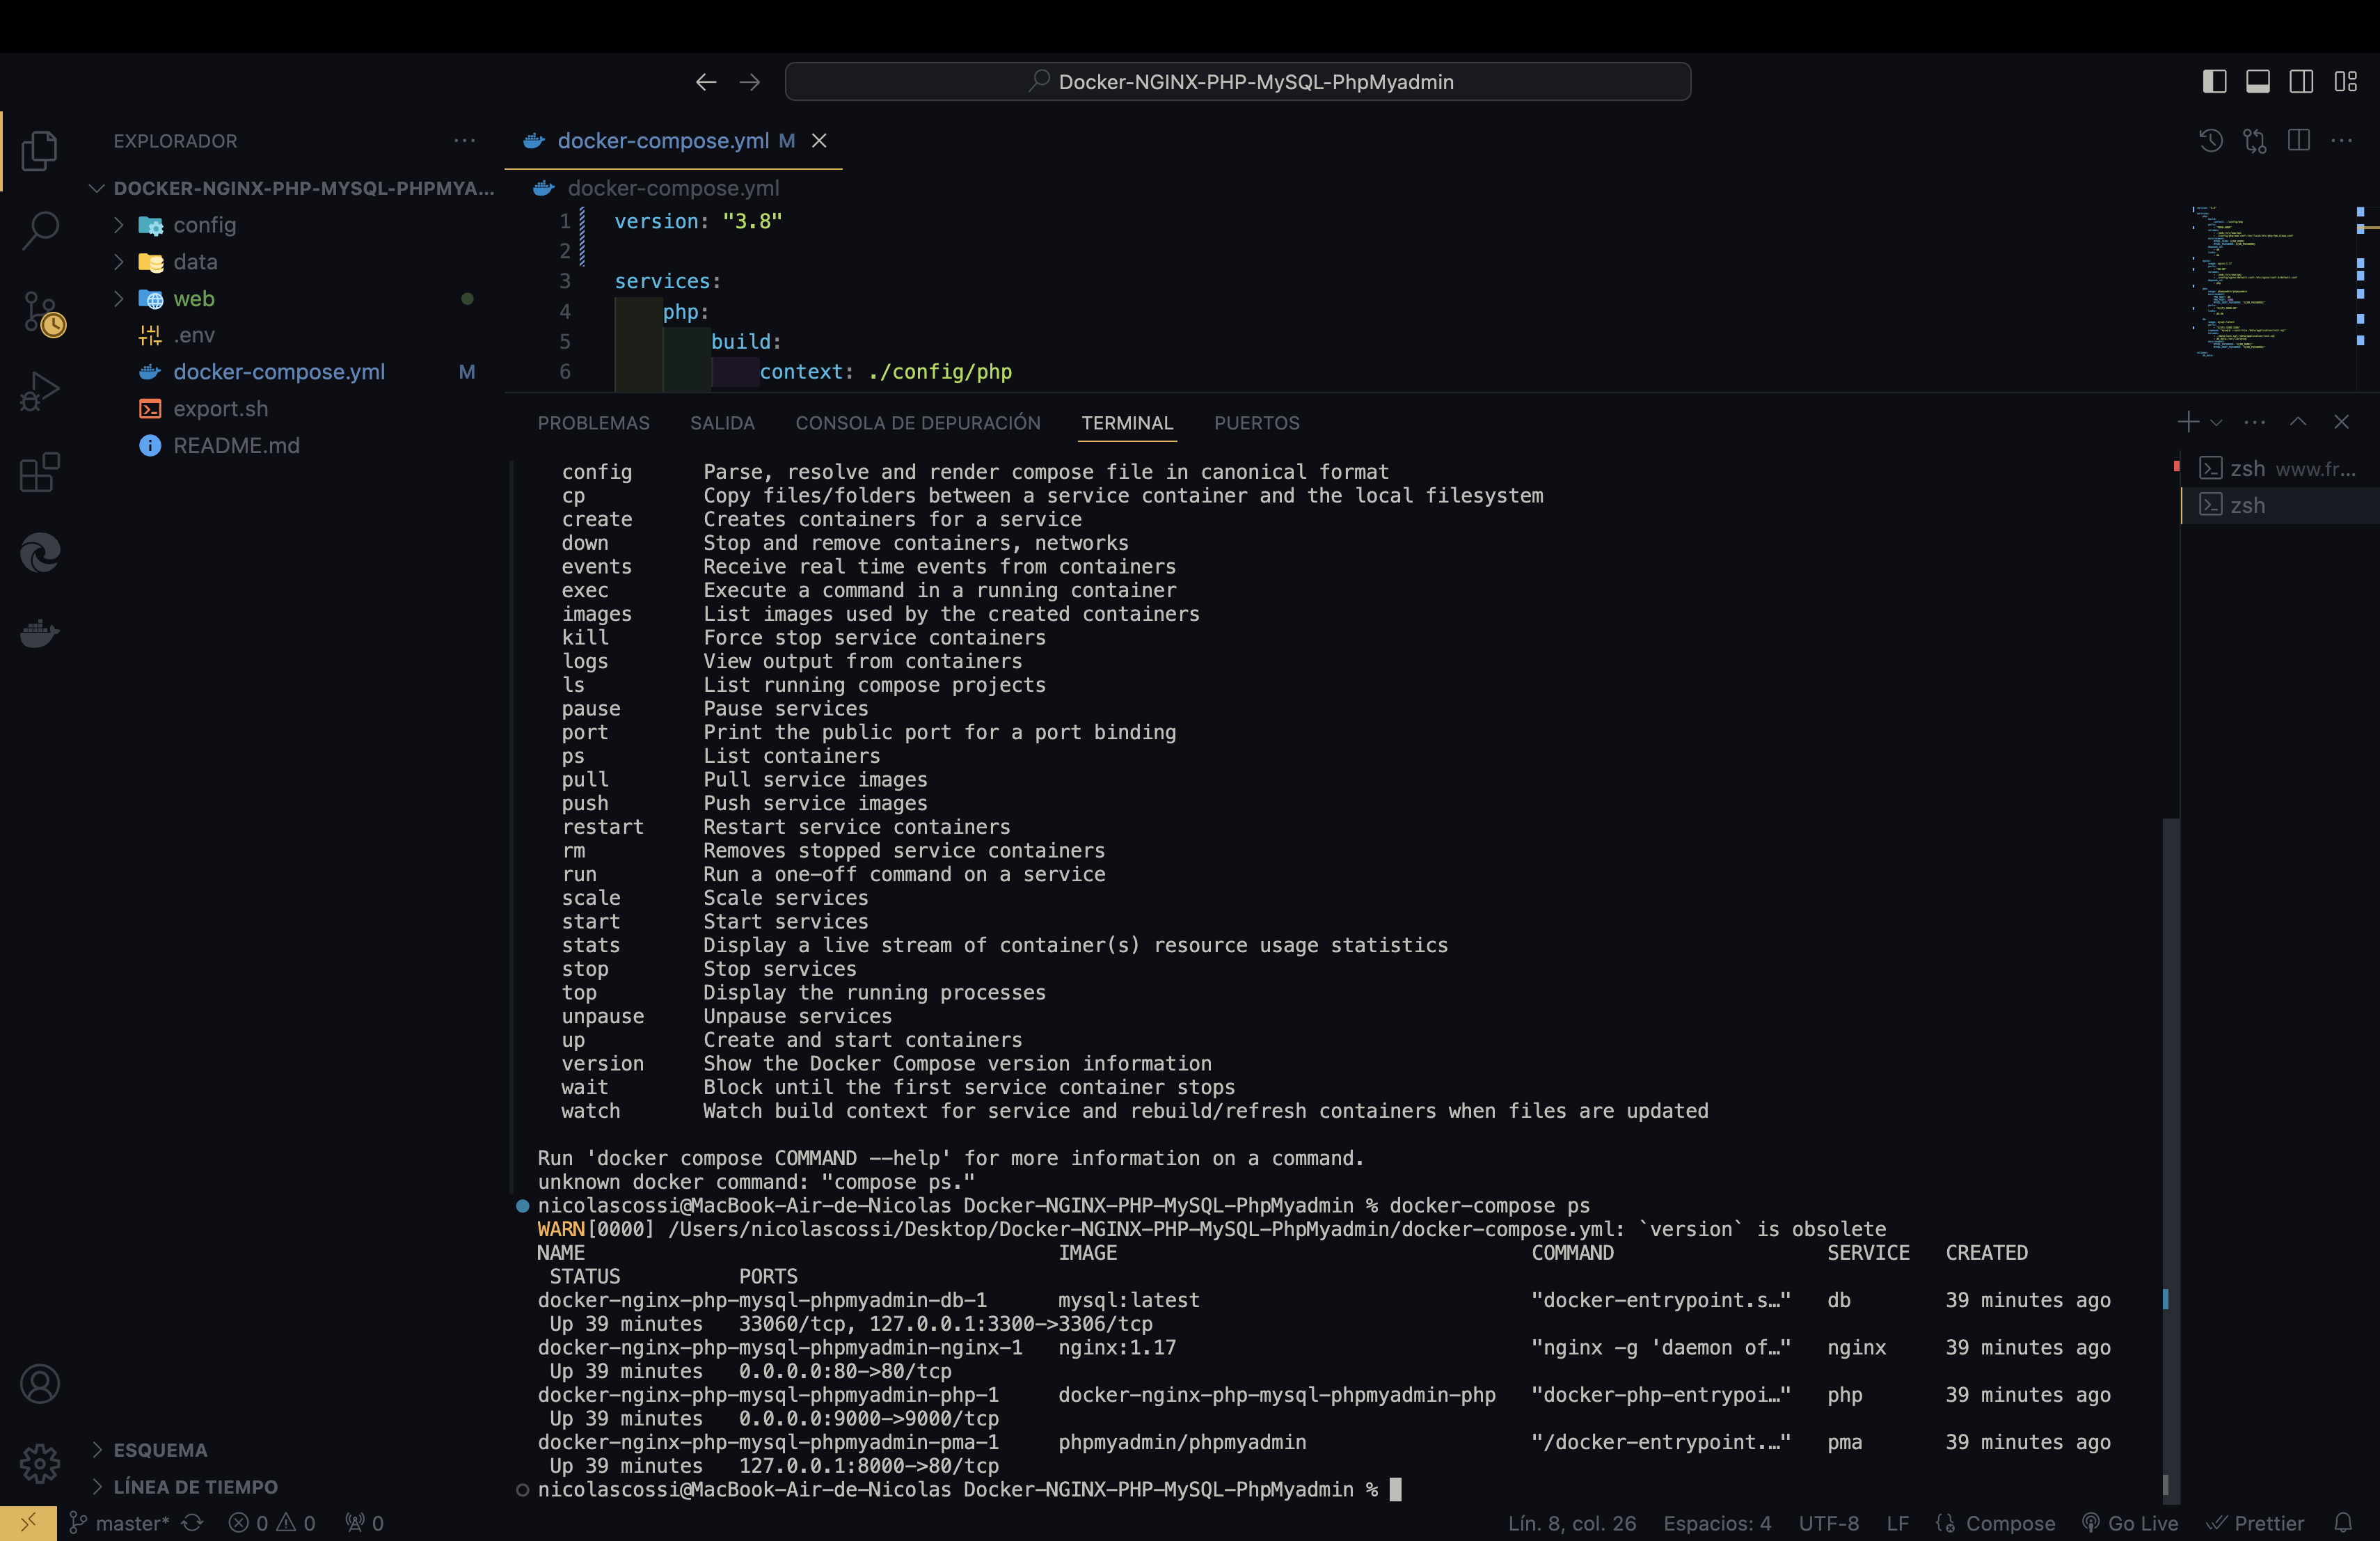 Docker-NGINX-PHP-MySQL-PhpMyadmin
EXPLORADOR
DOCKER-NGINX-PHP-MYSQL-PHPMYA...
config
data
web
.env
docker-compose.yml M
export.sh
README.md
ESQUEMA
LÍNEA DE TIEMPO
docker-compose.yml M
docker-compose.yml
1 version: "3.8"
2
3 services:
4 php:
5 build:
6 context: ./config/php
PROBLEMAS SALIDA CONSOLA DE DEPURACIÓN TERMINAL PUERTOS
zsh www.fr...
zsh
config Parse, resolve and render compose file in canonical format
cp Copy files/folders between a service container and the local filesystem
create Creates containers for a service
down Stop and remove containers, networks
events Receive real time events from containers
exec Execute a command in a running container
images List images used by the created containers
kill Force stop service containers
logs View output from containers
ls List running compose projects
pause Pause services
port Print the public port for a port binding
ps List containers
pull Pull service images
push Push service images
restart Restart service containers
rm Removes stopped service containers
run Run a one-off command on a service
scale Scale services
start Start services
stats Display a live stream of container(s) resource usage statistics
stop Stop services
top Display the running processes
unpause Unpause services
up Create and start containers
version Show the Docker Compose version information
wait Block until the first service container stops
watch Watch build context for service and rebuild/refresh containers when files are updated
Run 'docker compose COMMAND --help' for more information on a command.
unknown docker command: "compose ps."
nicolascossi@MacBook-Air-de-Nicolas Docker-NGINX-PHP-MySQL-PhpMyadmin % docker-compose ps
WARN[0000] /Users/nicolascossi/Desktop/Docker-NGINX-PHP-MySQL-PhpMyadmin/docker-compose.yml: `version` is obsolete
NAME IMAGE COMMAND SERVICE CREATED
STATUS PORTS
docker-nginx-php-mysql-phpmyadmin-db-1 mysql:latest "docker-entrypoint.s…" db 39 minutes ago
Up 39 minutes 33060/tcp, 127.0.0.1:3300->3306/tcp
docker-nginx-php-mysql-phpmyadmin-nginx-1 nginx:1.17 "nginx -g 'daemon of…" nginx 39 minutes ago
Up 39 minutes 0.0.0.0:80->80/tcp
docker-nginx-php-mysql-phpmyadmin-php-1 docker-nginx-php-mysql-phpmyadmin-php "docker-php-entrypoi…" php 39 minutes ago
Up 39 minutes 0.0.0.0:9000->9000/tcp
docker-nginx-php-mysql-phpmyadmin-pma-1 phpmyadmin/phpmyadmin "/docker-entrypoint.…" pma 39 minutes ago
Up 39 minutes 127.0.0.1:8000->80/tcp
nicolascossi@MacBook-Air-de-Nicolas Docker-NGINX-PHP-MySQL-PhpMyadmin %
master* 0 0 0 Lín. 8, col. 26 Espacios: 4 UTF-8 LF Compose Go Live Prettier